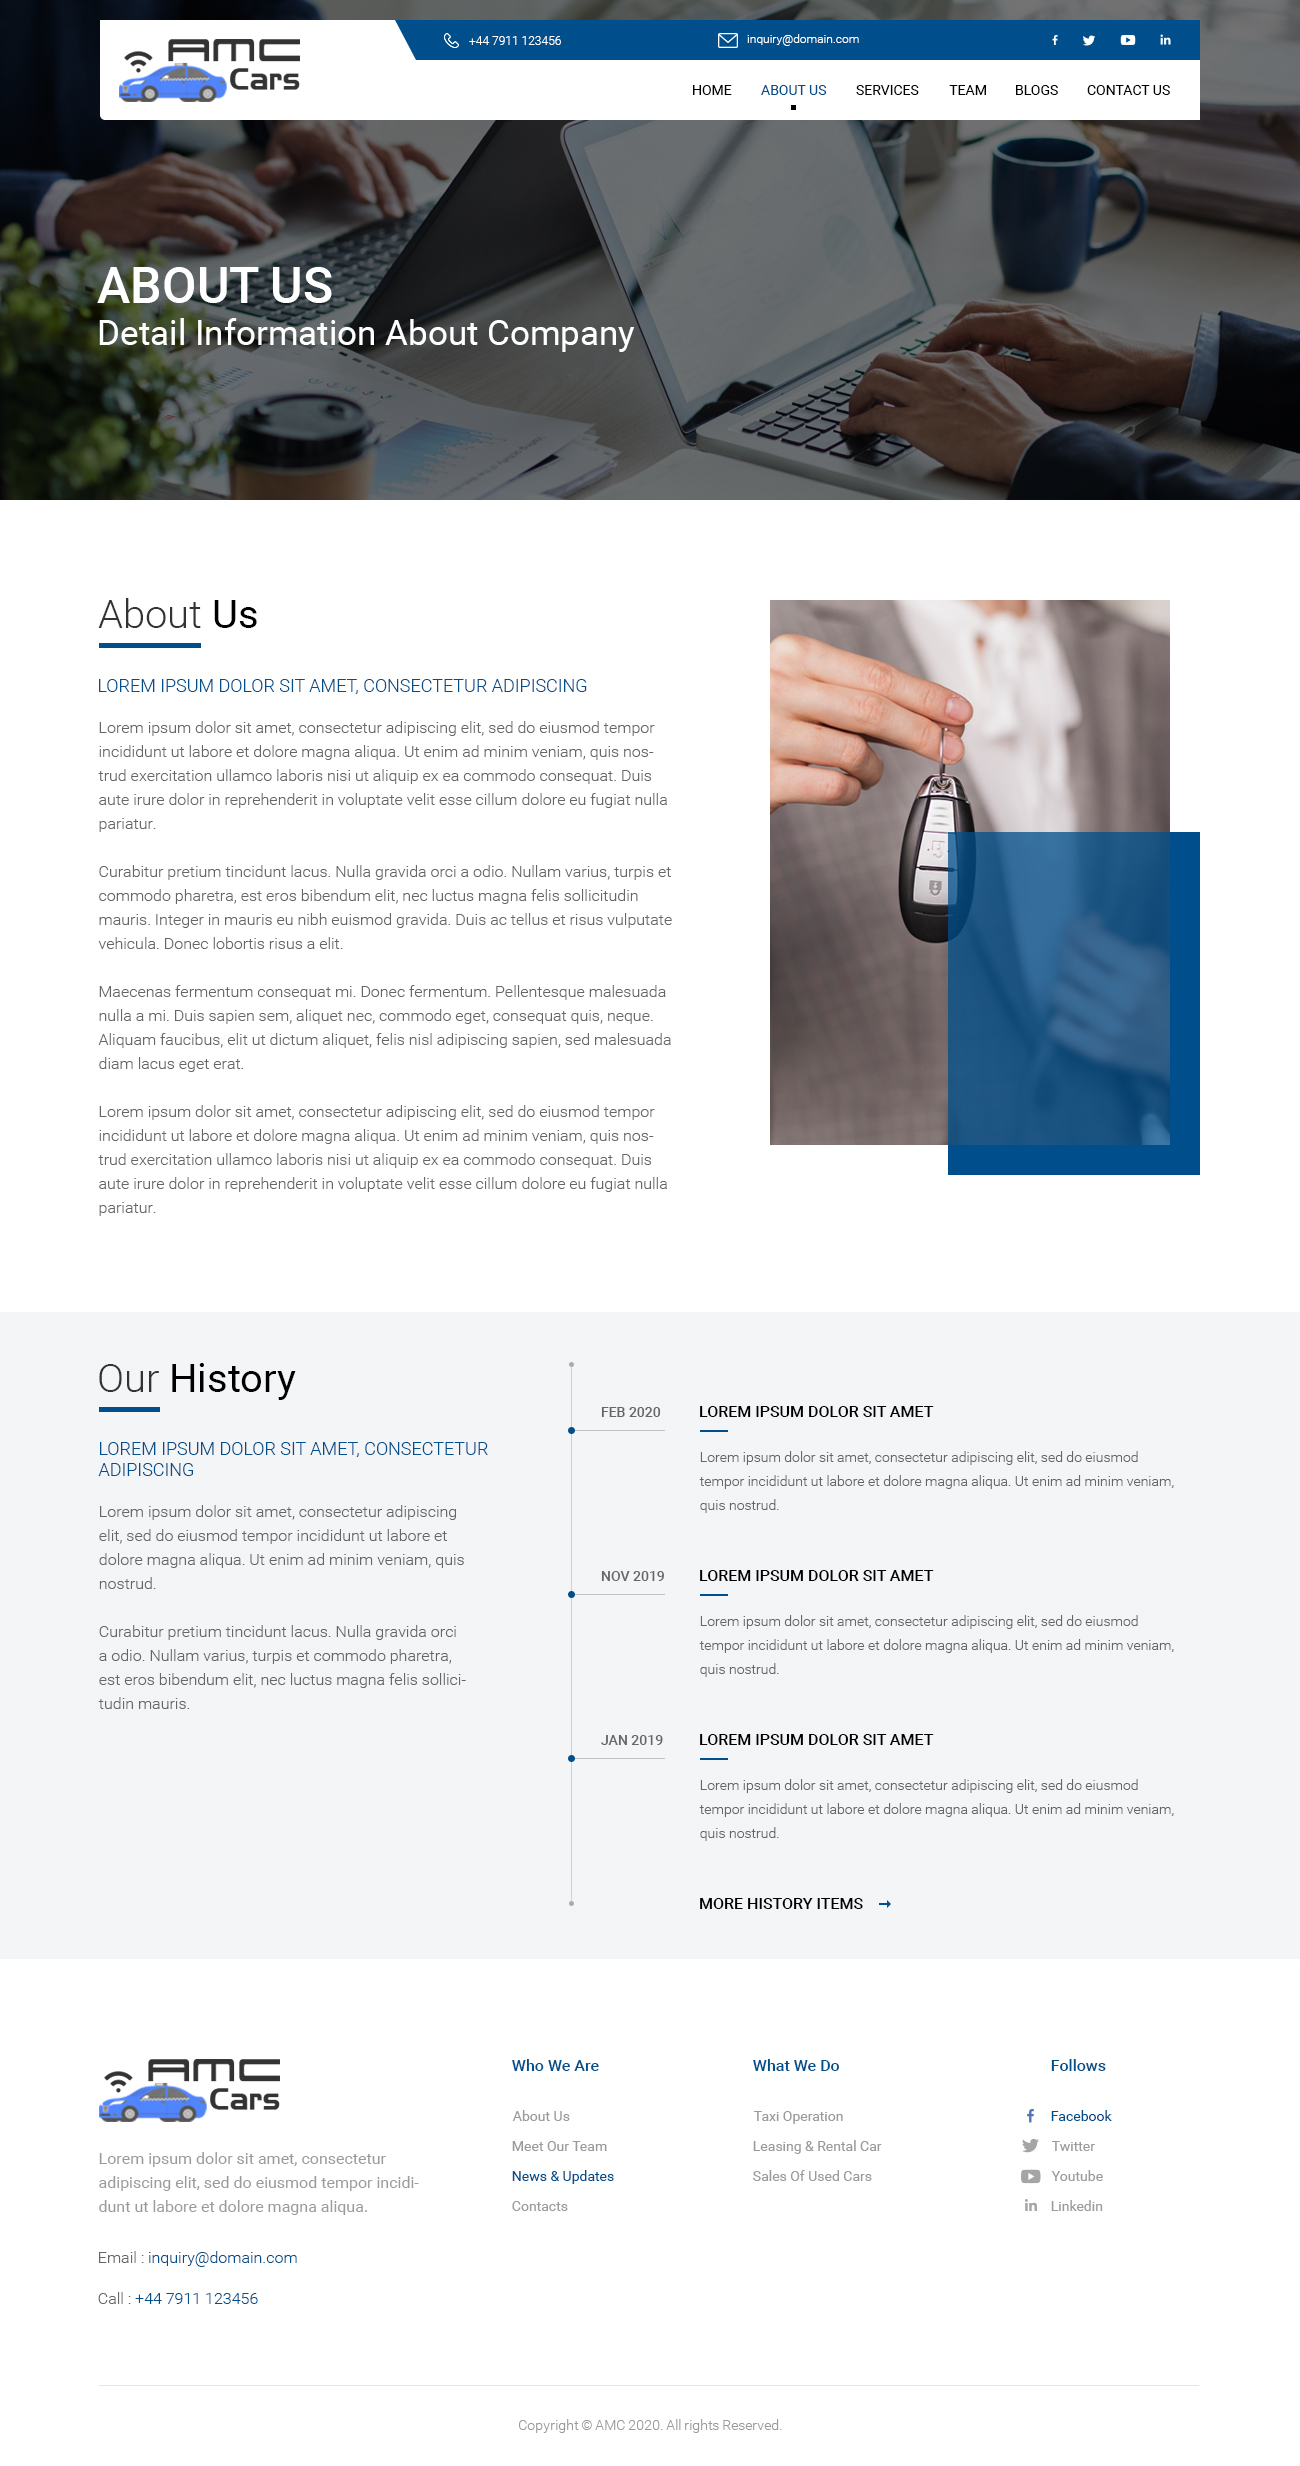 AMC
Cars
+44 7911 123456
inquiry@domain.com
HOME
ABOUT US
SERVICES
TEAM
BLOGS
CONTACT US
ABOUT US
Detail Information About Company
About Us
LOREM IPSUM DOLOR SIT AMET, CONSECTETUR ADIPISCING
Lorem ipsum dolor sit amet, consectetur adipiscing elit, sed do eiusmod tempor
incididunt ut labore et dolore magna aliqua. Ut enim ad minim veniam, quis nos-
trud exercitation ullamco laboris nisi ut aliquip ex ea commodo consequat. Duis
aute irure dolor in reprehenderit in voluptate velit esse cillum dolore eu fugiat nulla
pariatur.
Curabitur pretium tincidunt lacus. Nulla gravida orci a odio. Nullam varius, turpis et
commodo pharetra, est eros bibendum elit, nec luctus magna felis sollicitudin
mauris. Integer in mauris eu nibh euismod gravida. Duis ac tellus et risus vulputate
vehicula. Donec lobortis risus a elit.
Maecenas fermentum consequat mi. Donec fermentum. Pellentesque malesuada
nulla a mi. Duis sapien sem, aliquet nec, commodo eget, consequat quis, neque.
Aliquam faucibus, elit ut dictum aliquet, felis nisl adipiscing sapien, sed malesuada
diam lacus eget erat.
Lorem ipsum dolor sit amet, consectetur adipiscing elit, sed do eiusmod tempor
incididunt ut labore et dolore magna aliqua. Ut enim ad minim veniam, quis nos-
trud exercitation ullamco laboris nisi ut aliquip ex ea commodo consequat. Duis
aute irure dolor in reprehenderit in voluptate velit esse cillum dolore eu fugiat nulla
pariatur.
Our History
LOREM IPSUM DOLOR SIT AMET, CONSECTETUR
ADIPISCING
Lorem ipsum dolor sit amet, consectetur adipiscing
elit, sed do eiusmod tempor incididunt ut labore et
dolore magna aliqua. Ut enim ad minim veniam, quis
nostrud.
Curabitur pretium tincidunt lacus. Nulla gravida orci
a odio. Nullam varius, turpis et commodo pharetra,
est eros bibendum elit, nec luctus magna felis sollici-
tudin mauris.
FEB 2020
LOREM IPSUM DOLOR SIT AMET
Lorem ipsum dolor sit amet, consectetur adipiscing elit, sed do eiusmod
tempor incididunt ut labore et dolore magna aliqua. Ut enim ad minim veniam,
quis nostrud.
NOV 2019
LOREM IPSUM DOLOR SIT AMET
Lorem ipsum dolor sit amet, consectetur adipiscing elit, sed do eiusmod
tempor incididunt ut labore et dolore magna aliqua. Ut enim ad minim veniam,
quis nostrud.
JAN 2019
LOREM IPSUM DOLOR SIT AMET
Lorem ipsum dolor sit amet, consectetur adipiscing elit, sed do eiusmod
tempor incididunt ut labore et dolore magna aliqua. Ut enim ad minim veniam,
quis nostrud.
MORE HISTORY ITEMS
AMC
Cars
Lorem ipsum dolor sit amet, consectetur
adipiscing elit, sed do eiusmod tempor incidi-
dunt ut labore et dolore magna aliqua.
Email : inquiry@domain.com
Call : +44 7911 123456
Who We Are
About Us
Meet Our Team
News & Updates
Contacts
What We Do
Taxi Operation
Leasing & Rental Car
Sales Of Used Cars
Follows
Facebook
Twitter
Youtube
Linkedin
Copyright © AMC 2020. All rights Reserved.